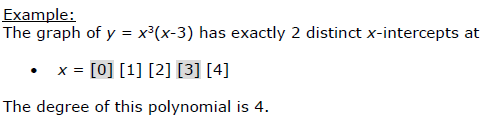 Example:
The graph of y = x³(x-3) has exactly 2 distinct x-intercepts at
• x = [0] [1] [2] [3] [4]
The degree of this polynomial is 4.